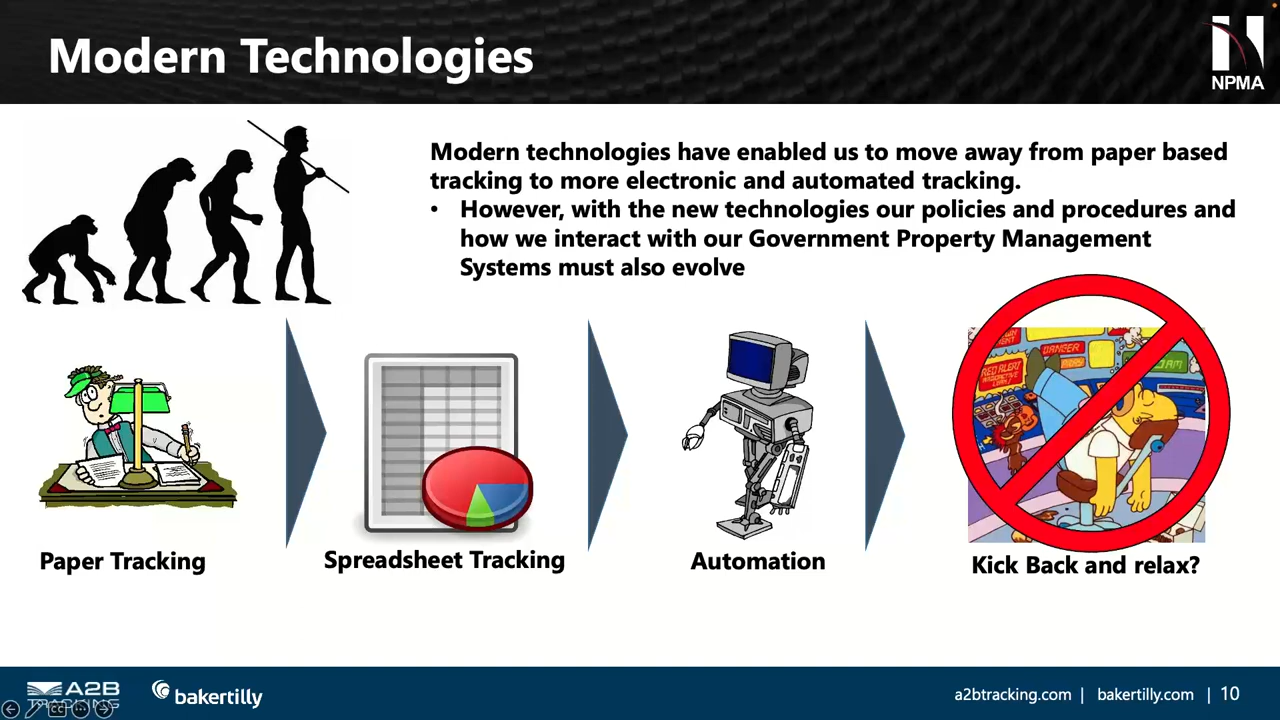 Modern Technologies
NPMA
Modern technologies have enabled us to move away from paper based
tracking to more electronic and automated tracking.
• However, with the new technologies our policies and procedures and
how we interact with our Government Property Management
Systems must also evolve
DANGER
RED ALERT
Paper Tracking
Spreadsheet Tracking
Automation
Kick Back and relax?
A2B
TRACKING
bakertilly
a2btracking.com |
bakertilly.com
| 10